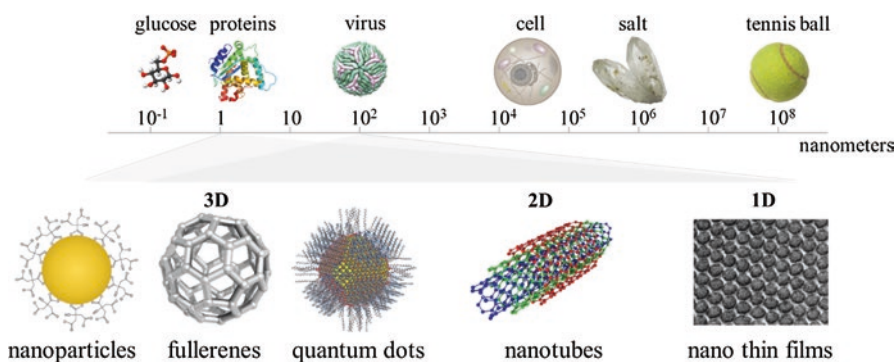 glucose proteins virus cell salt tennis ball
10⁻¹ 1 10 10² 10³ 10⁴ 10⁵ 10⁶ 10⁷ 10⁸
nanometers
3D 2D 1D
nanoparticles fullerenes quantum dots nanotubes nano thin films